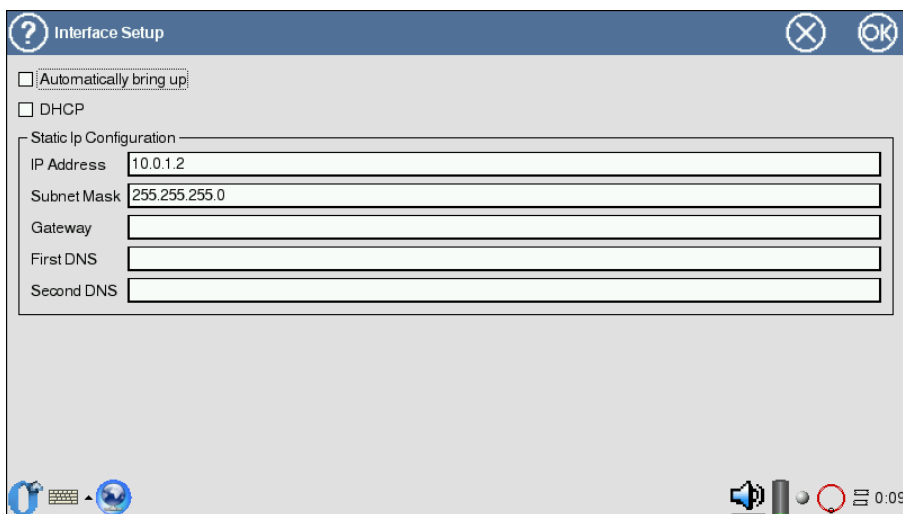 ? Interface Setup OK
Automatically bring up
DHCP
Static Ip Configuration
IP Address 10.0.1.2
Subnet Mask 255.255.255.0
Gateway
First DNS
Second DNS
0:09